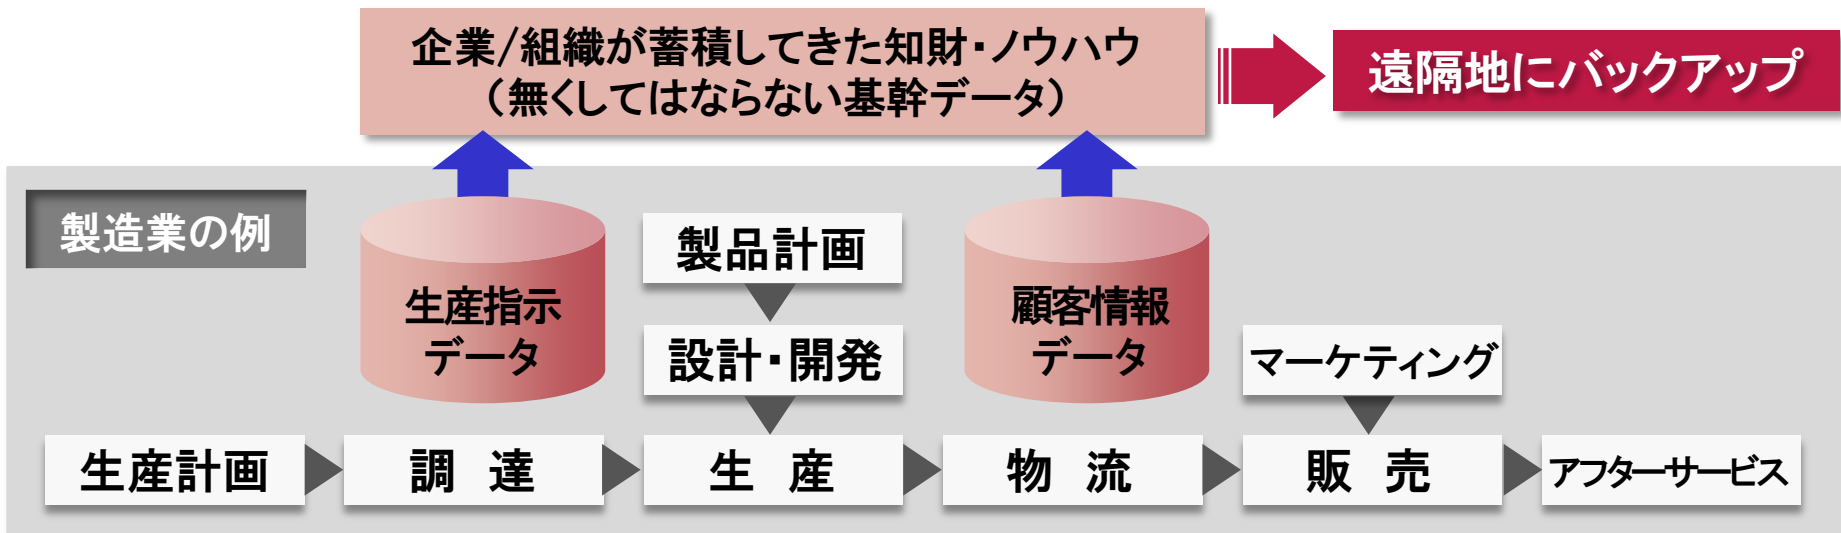 企業/組織が蓄積してきた知財・ノウハウ
（無くしてはならない基幹データ）
遠隔地にバックアップ
製造業の例
生産指示
データ
製品計画
設計・開発
顧客情報
データ
マーケティング
生産計画
調 達
生 産
物 流
販 売
アフターサービス